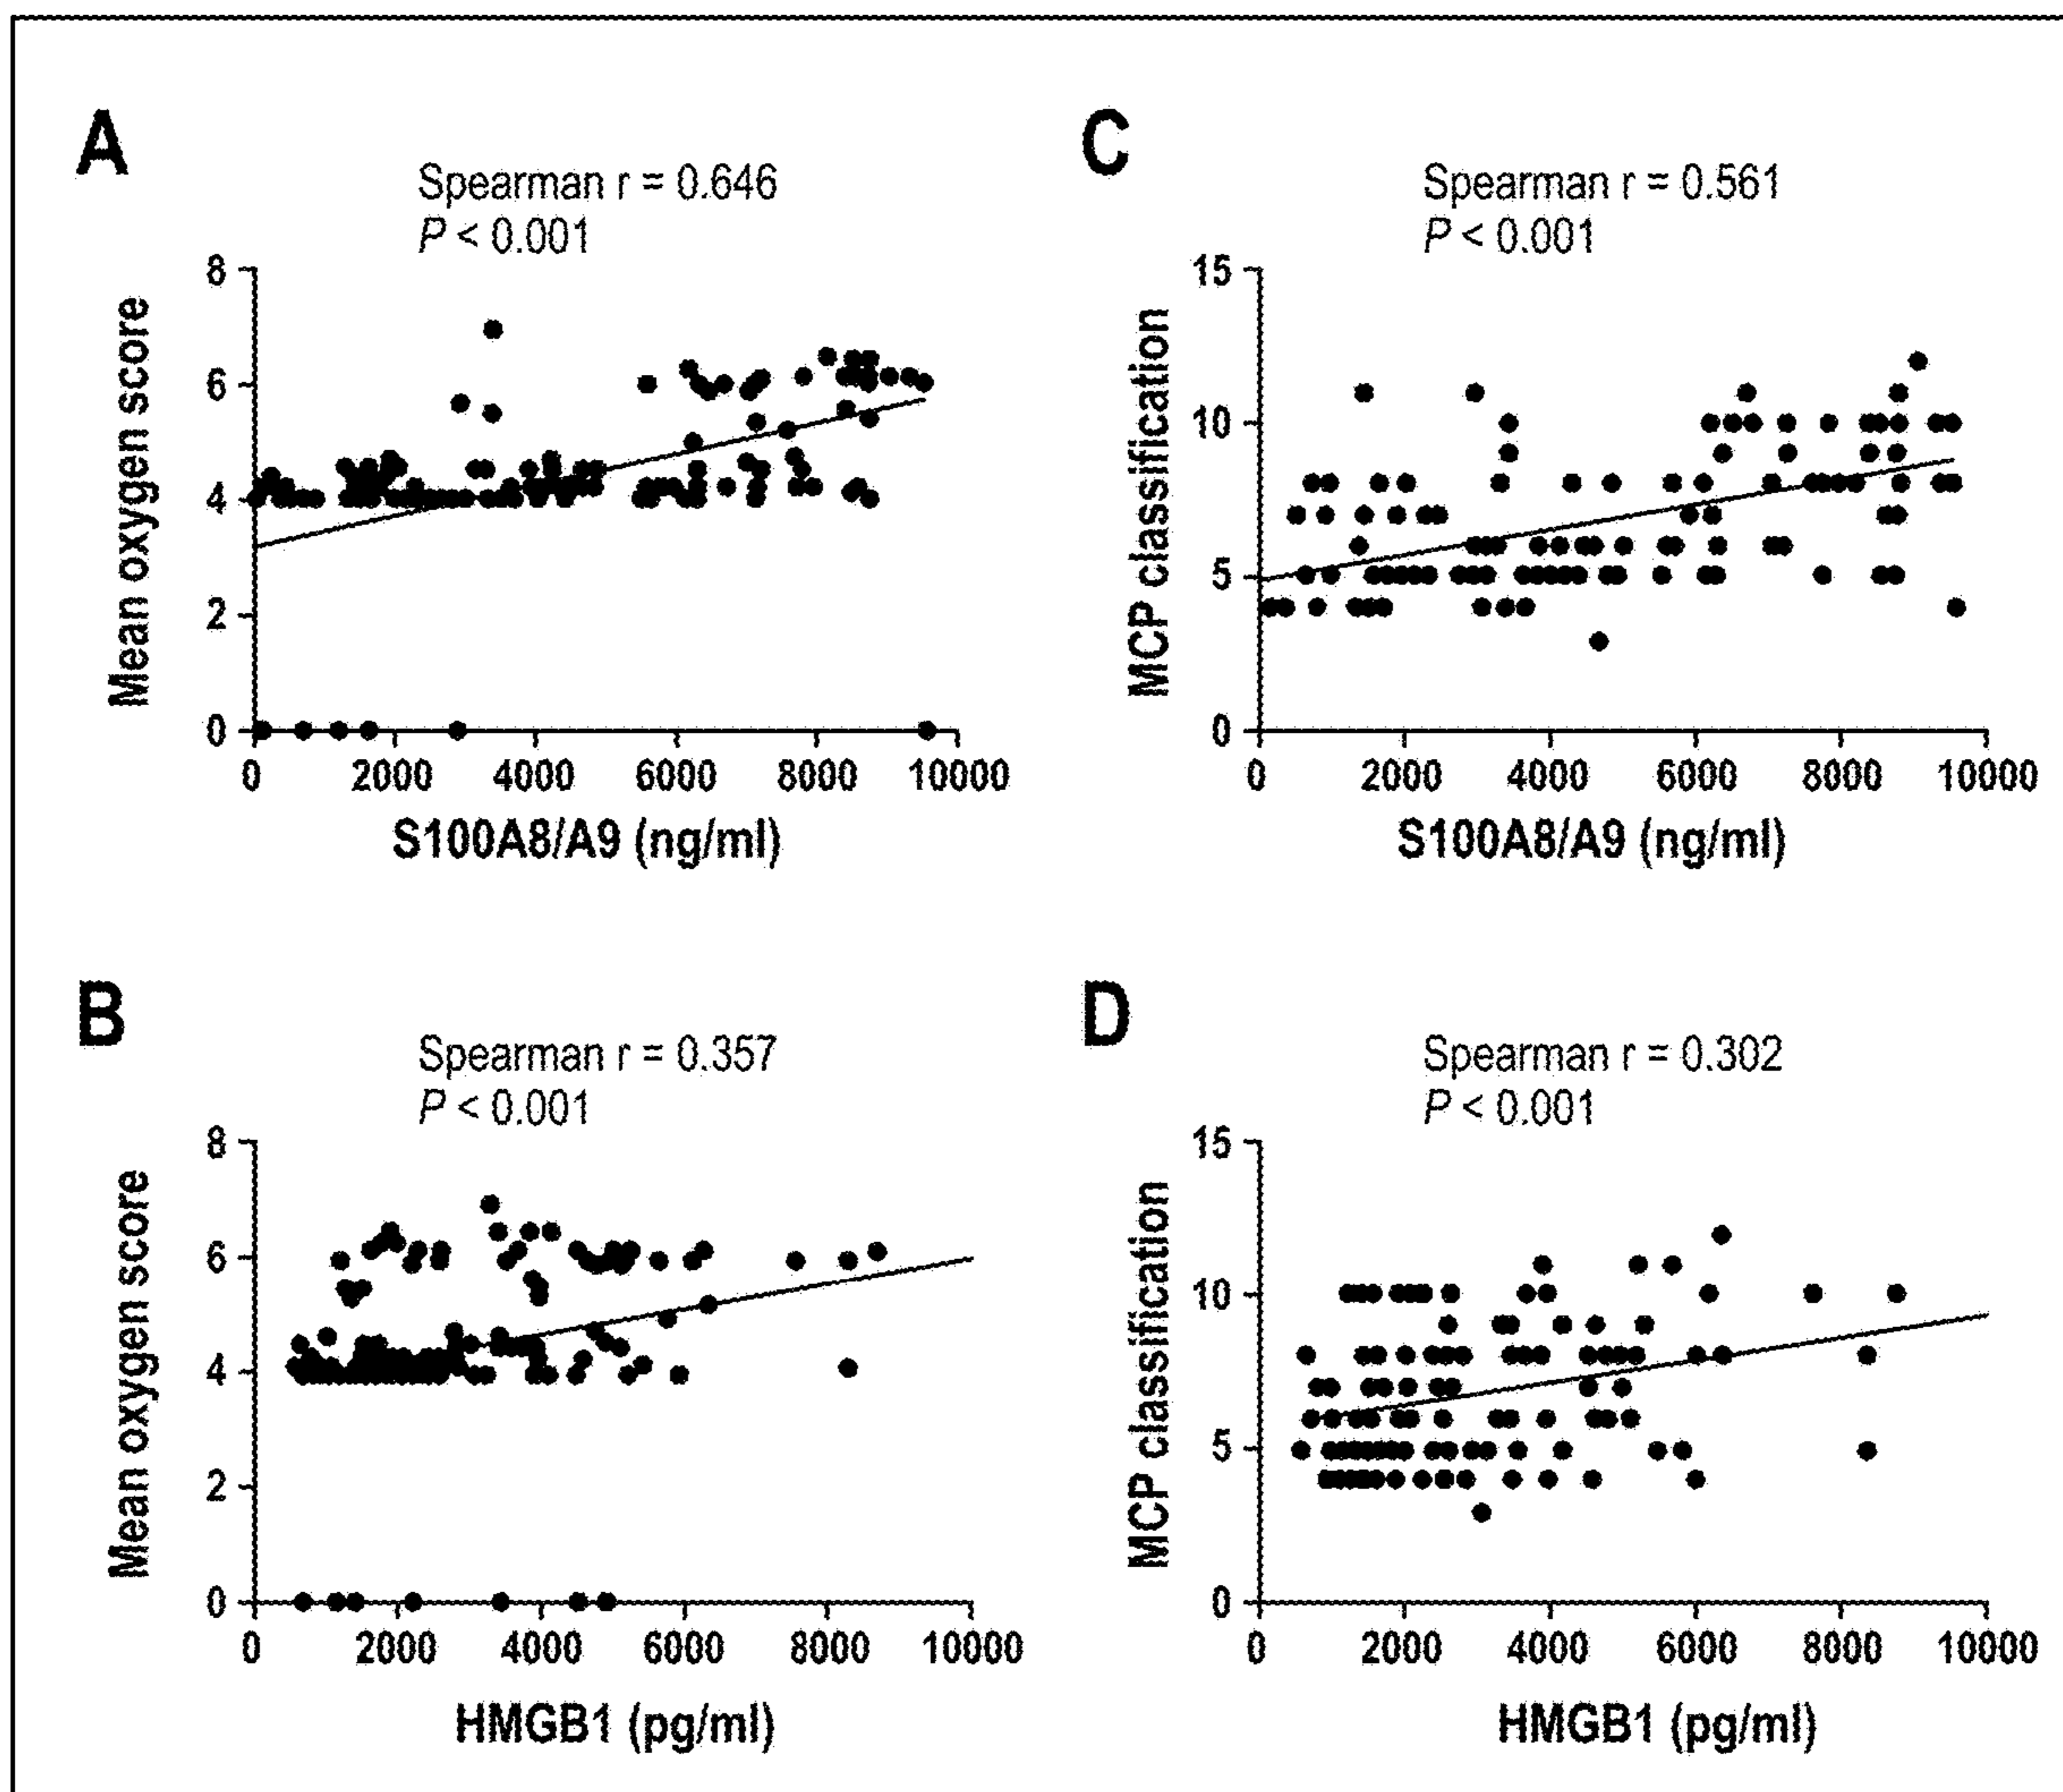 A
Spearman r = 0.646
P < 0.001
Mean oxygen score
8
6
4
2
0
0 2000 4000 6000 8000 10000
S100A8/A9 (ng/ml)
C
Spearman r = 0.561
P < 0.001
MCP classification
15
10
5
0
0 2000 4000 6000 8000 10000
S100A8/A9 (ng/ml)
B
Spearman r = 0.357
P < 0.001
Mean oxygen score
8
6
4
2
0
0 2000 4000 6000 8000 10000
HMGB1 (pg/ml)
D
Spearman r = 0.302
P < 0.001
MCP classification
15
10
5
0
0 2000 4000 6000 8000 10000
HMGB1 (pg/ml)